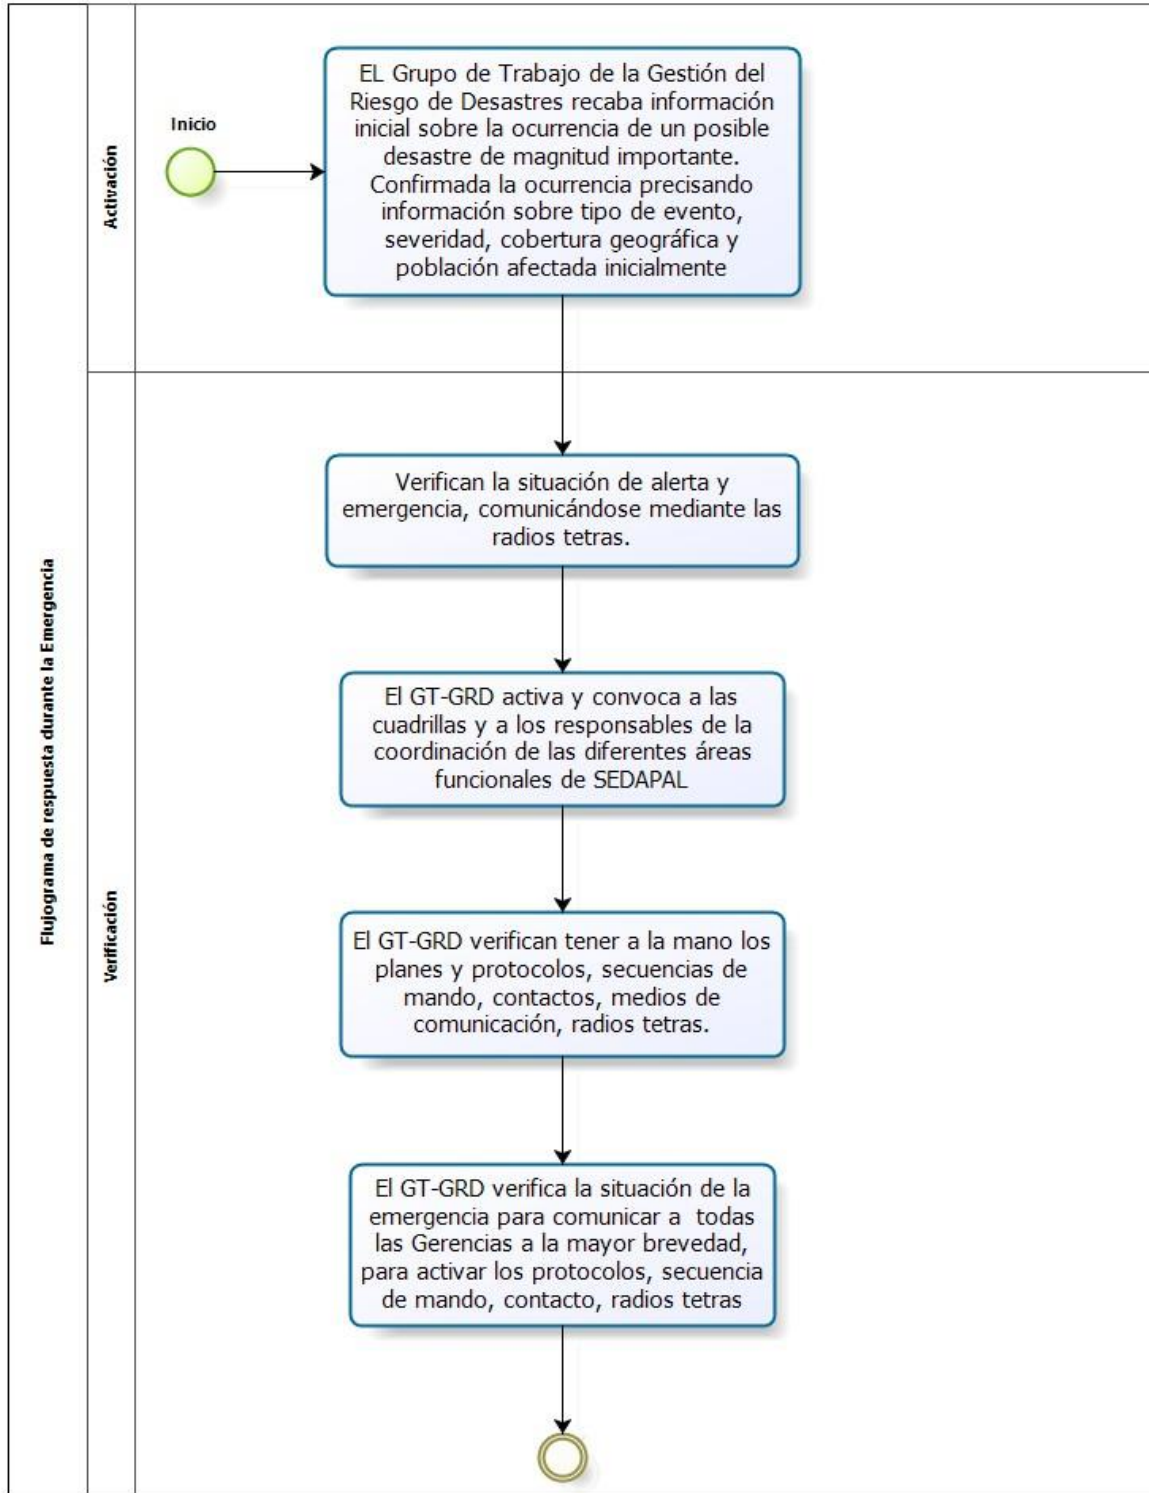 Flujograma de respuesta durante la Emergencia
Activación
Inicio
EL Grupo de Trabajo de la Gestión del
Riesgo de Desastres recaba información
inicial sobre la ocurrencia de un posible
desastre de magnitud importante.
Confirmada la ocurrencia precisando
información sobre tipo de evento,
severidad, cobertura geográfica y
población afectada inicialmente
Verificación
Verifican la situación de alerta y
emergencia, comunicándose mediante las
radios tetras.
El GT-GRD activa y convoca a las
cuadrillas y a los responsables de la
coordinación de las diferentes áreas
funcionales de SEDAPAL
El GT-GRD verifican tener a la mano los
planes y protocolos, secuencias de
mando, contactos, medios de
comunicación, radios tetras.
El GT-GRD verifica la situación de la
emergencia para comunicar a todas
las Gerencias a la mayor brevedad,
para activar los protocolos, secuencia
de mando, contacto, radios tetras